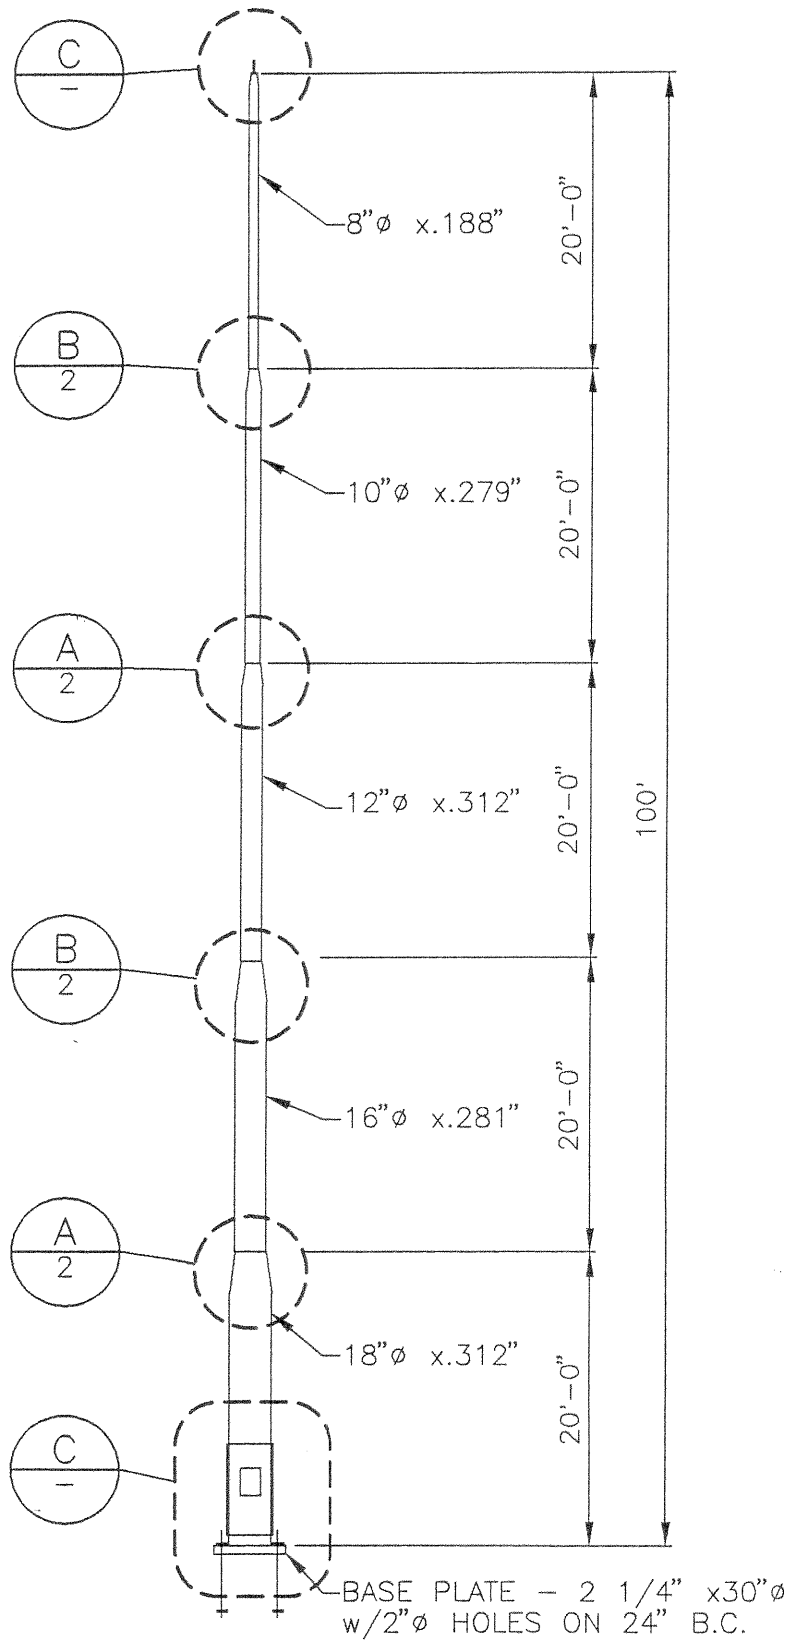 C
-
8"ø x.188"
20'-0"
B
2
10"ø x.279"
20'-0"
A
2
12"ø x.312"
20'-0"
100'
B
2
16"ø x.281"
20'-0"
A
2
18"ø x.312"
20'-0"
C
-
BASE PLATE - 2 1/4" x30"ø
w/2"ø HOLES ON 24" B.C.